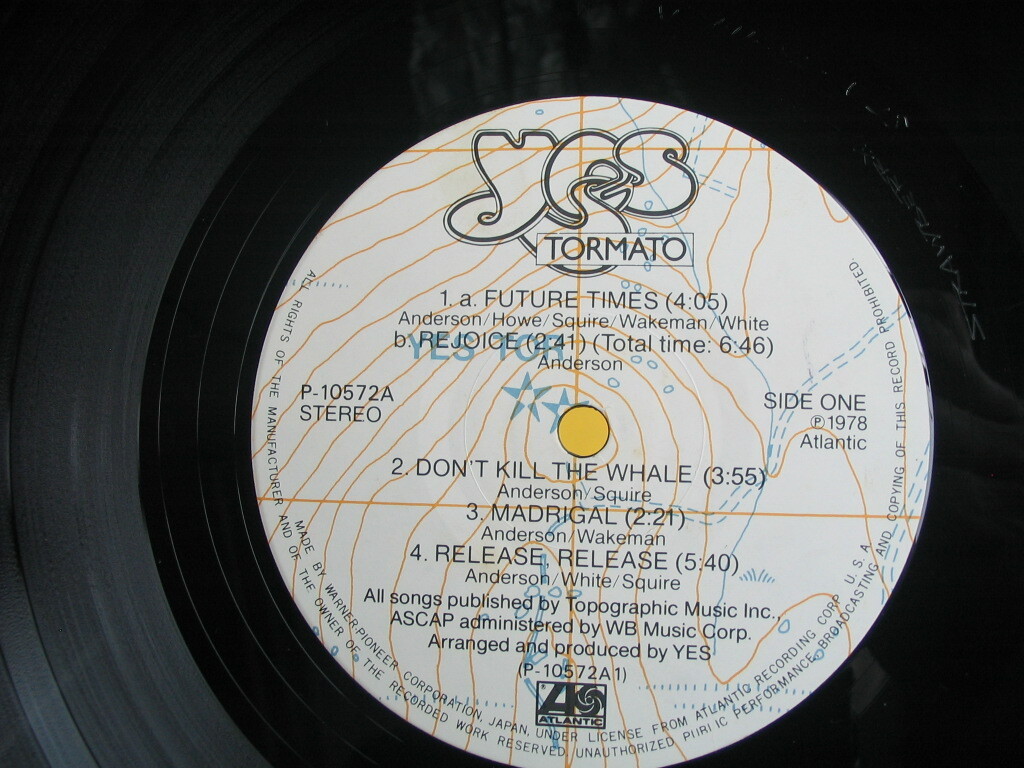 YES
TORMATO
1. a. FUTURE TIMES (4:05)
Anderson/Howe/Squire/Wakeman/White
b. REJOICE (2:41) (Total time: 6:46)
YES TOR
Anderson
P-10572A
STEREO
SIDE ONE
Ⓟ1978
Atlantic
2. DON'T KILL THE WHALE (3:55)
Anderson/Squire
3. MADRIGAL (2:21)
Anderson/Wakeman
4. RELEASE, RELEASE (5:40)
Anderson/White/Squire
All songs published by Topographic Music Inc.,
ASCAP administered by WB Music Corp.
Arranged and produced by YES
(P-10572A1)
ATLANTIC
MADE BY WARNER-PIONEER CORPORATION, JAPAN, UNDER LICENSE FROM ATLANTIC RECORDING CORP. U.S.A.
ALL RIGHTS OF THE MANUFACTURER AND OF THE OWNER OF THE RECORDED WORK RESERVED. UNAUTHORIZED PUBLIC PERFORMANCE, BROADCASTING AND COPYING OF THIS RECORD PROHIBITED.